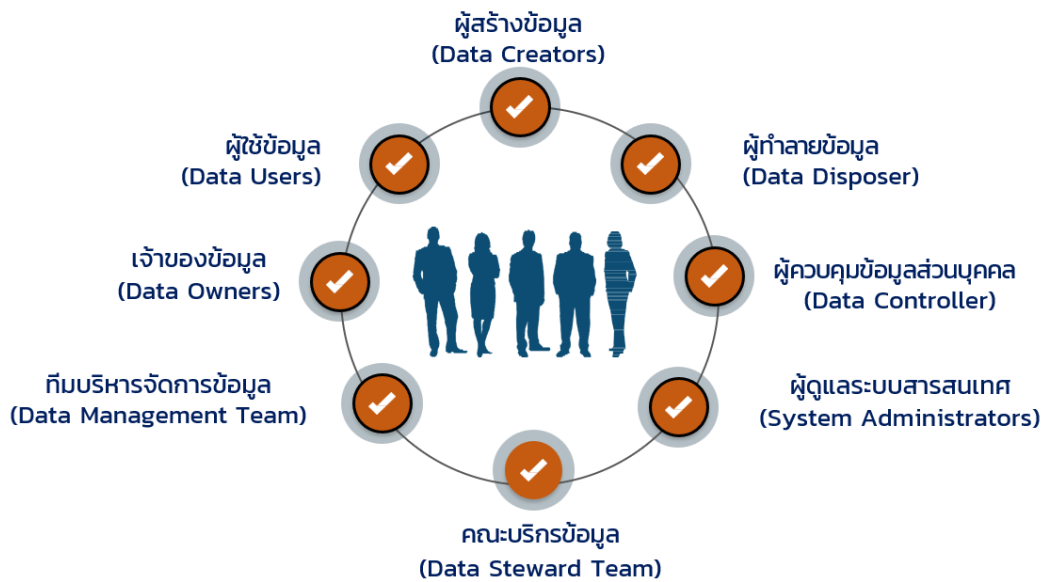 ผู้สร้างข้อมูล
(Data Creators)
ผู้ใช้ข้อมูล
(Data Users)
ผู้ทำลายข้อมูล
(Data Disposer)
เจ้าของข้อมูล
(Data Owners)
ผู้ควบคุมข้อมูลส่วนบุคคล
(Data Controller)
ทีมบริหารจัดการข้อมูล
(Data Management Team)
ผู้ดูแลระบบสารสนเทศ
(System Administrators)
คณะบริกรข้อมูล
(Data Steward Team)